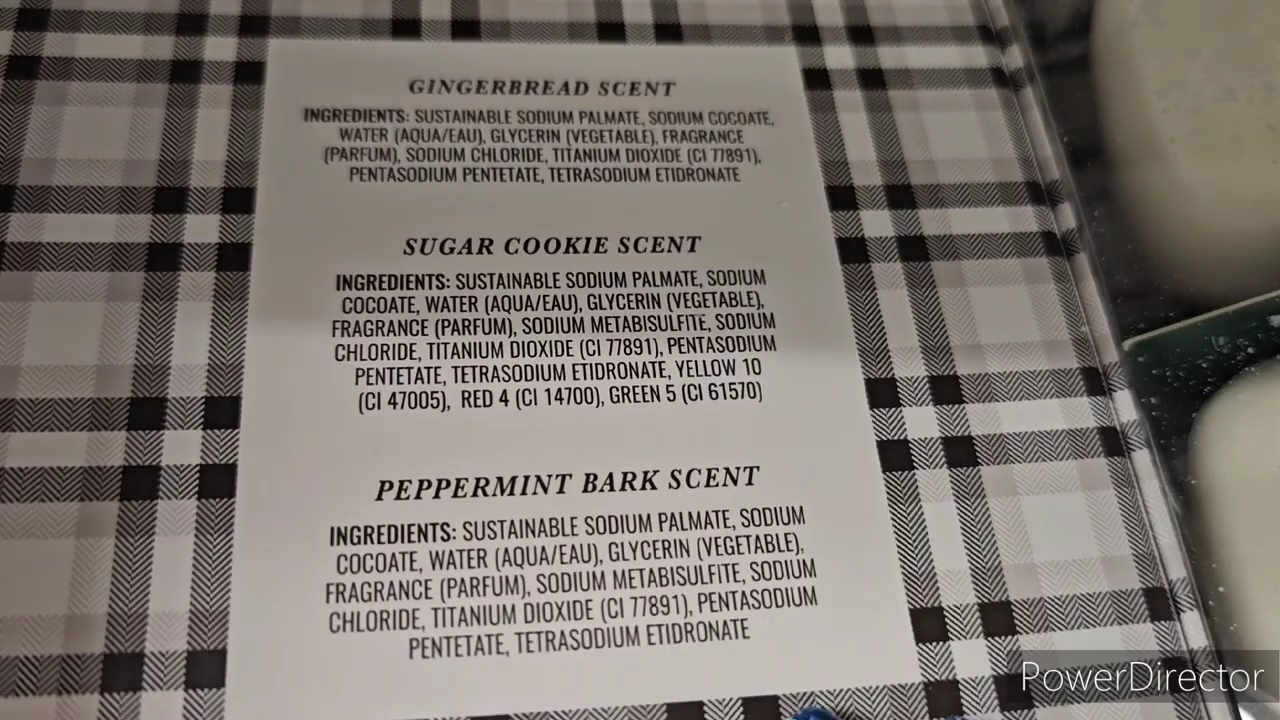 GINGERBREAD SCENT
INGREDIENTS: SUSTAINABLE SODIUM PALMATE, SODIUM COCOATE,
WATER (AQUA/EAU), GLYCERIN (VEGETABLE), FRAGRANCE
(PARFUM), SODIUM CHLORIDE, TITANIUM DIOXIDE (CI 77891),
PENTASODIUM PENTETATE, TETRASODIUM ETIDRONATE
SUGAR COOKIE SCENT
INGREDIENTS: SUSTAINABLE SODIUM PALMATE, SODIUM
COCOATE, WATER (AQUA/EAU), GLYCERIN (VEGETABLE),
FRAGRANCE (PARFUM), SODIUM METABISULFITE, SODIUM
CHLORIDE, TITANIUM DIOXIDE (CI 77891), PENTASODIUM
PENTETATE, TETRASODIUM ETIDRONATE, YELLOW 10
(CI 47005), RED 4 (CI 14700), GREEN 5 (CI 61570)
PEPPERMINT BARK SCENT
INGREDIENTS: SUSTAINABLE SODIUM PALMATE, SODIUM
COCOATE, WATER (AQUA/EAU), GLYCERIN (VEGETABLE),
FRAGRANCE (PARFUM), SODIUM METABISULFITE, SODIUM
CHLORIDE, TITANIUM DIOXIDE (CI 77891), PENTASODIUM
PENTETATE, TETRASODIUM ETIDRONATE
PowerDirector